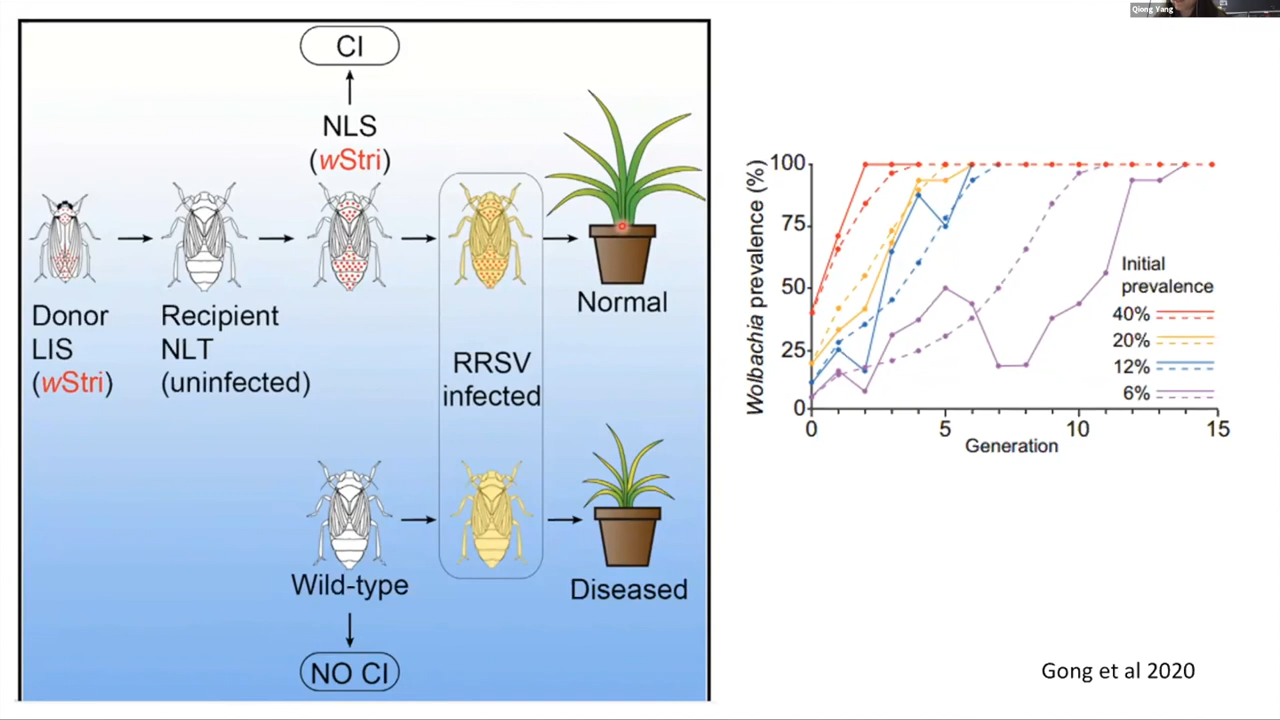 Qiong Yang
CI
NLS
(wStri)
Donor
LIS
(wStri)
Recipient
NLT
(uninfected)
RRSV
infected
Normal
Wild-type
Diseased
NO CI
Wolbachia prevalence (%)
100
75
50
25
0
0
5
10
15
Generation
Initial
prevalence
40%
20%
12%
6%
Gong et al 2020